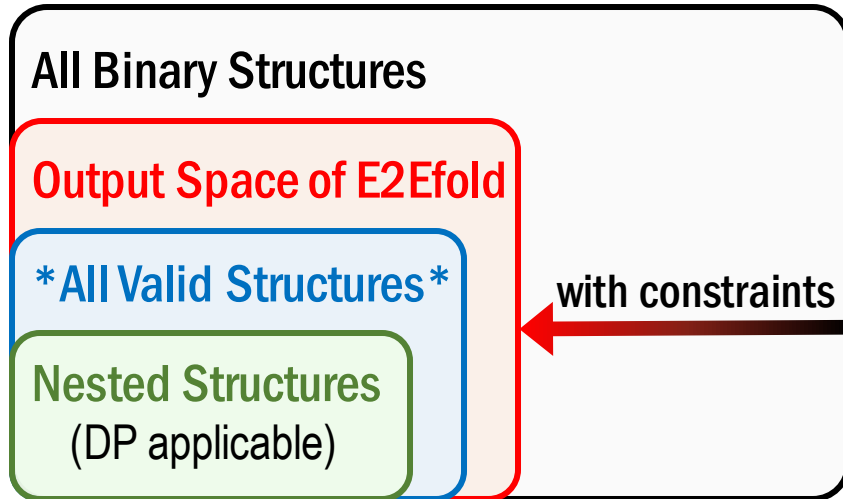 All Binary Structures
Output Space of E2Efold
*All Valid Structures*
with constraints
Nested Structures
(DP applicable)